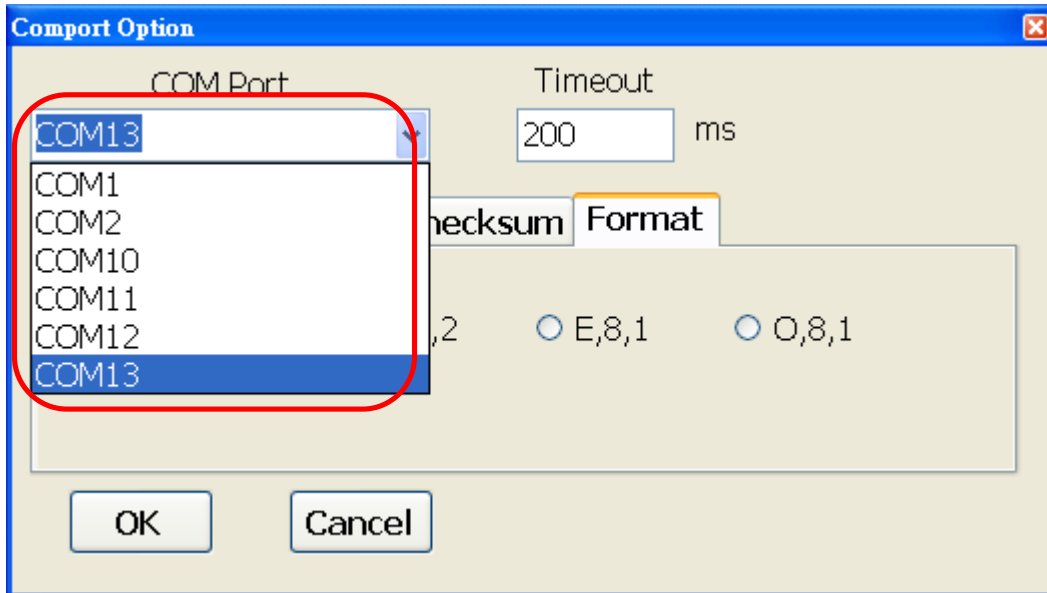 Comport Option
COM Port Timeout
COM13 200 ms
COM1
COM2
COM10
COM11
COM12
COM13
hecksum Format
,2 E,8,1 O,8,1
OK Cancel